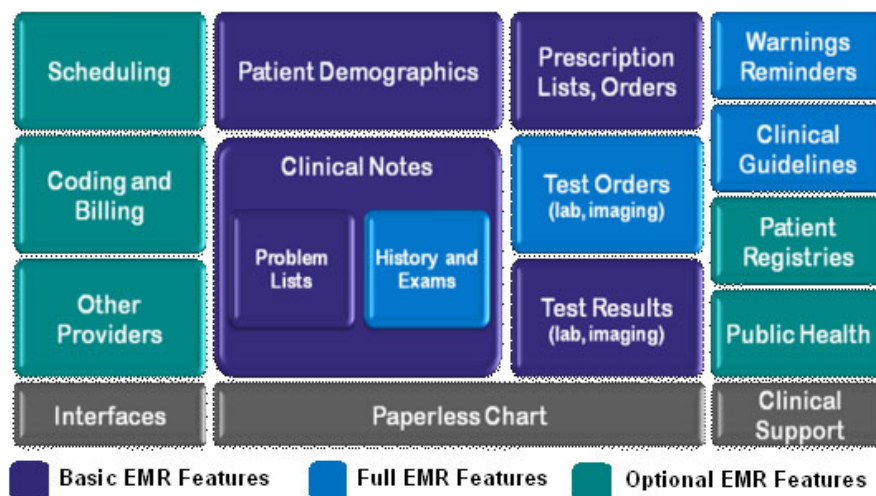 Scheduling
Patient Demographics
Prescription
Lists, Orders
Warnings
Reminders
Coding and
Billing
Clinical Notes
Problem
Lists
History and
Exams
Test Orders
(lab, imaging)
Clinical
Guidelines
Patient
Registries
Other
Providers
Test Results
(lab, imaging)
Public Health
Interfaces
Paperless Chart
Clinical
Support
Basic EMR Features
Full EMR Features
Optional EMR Features